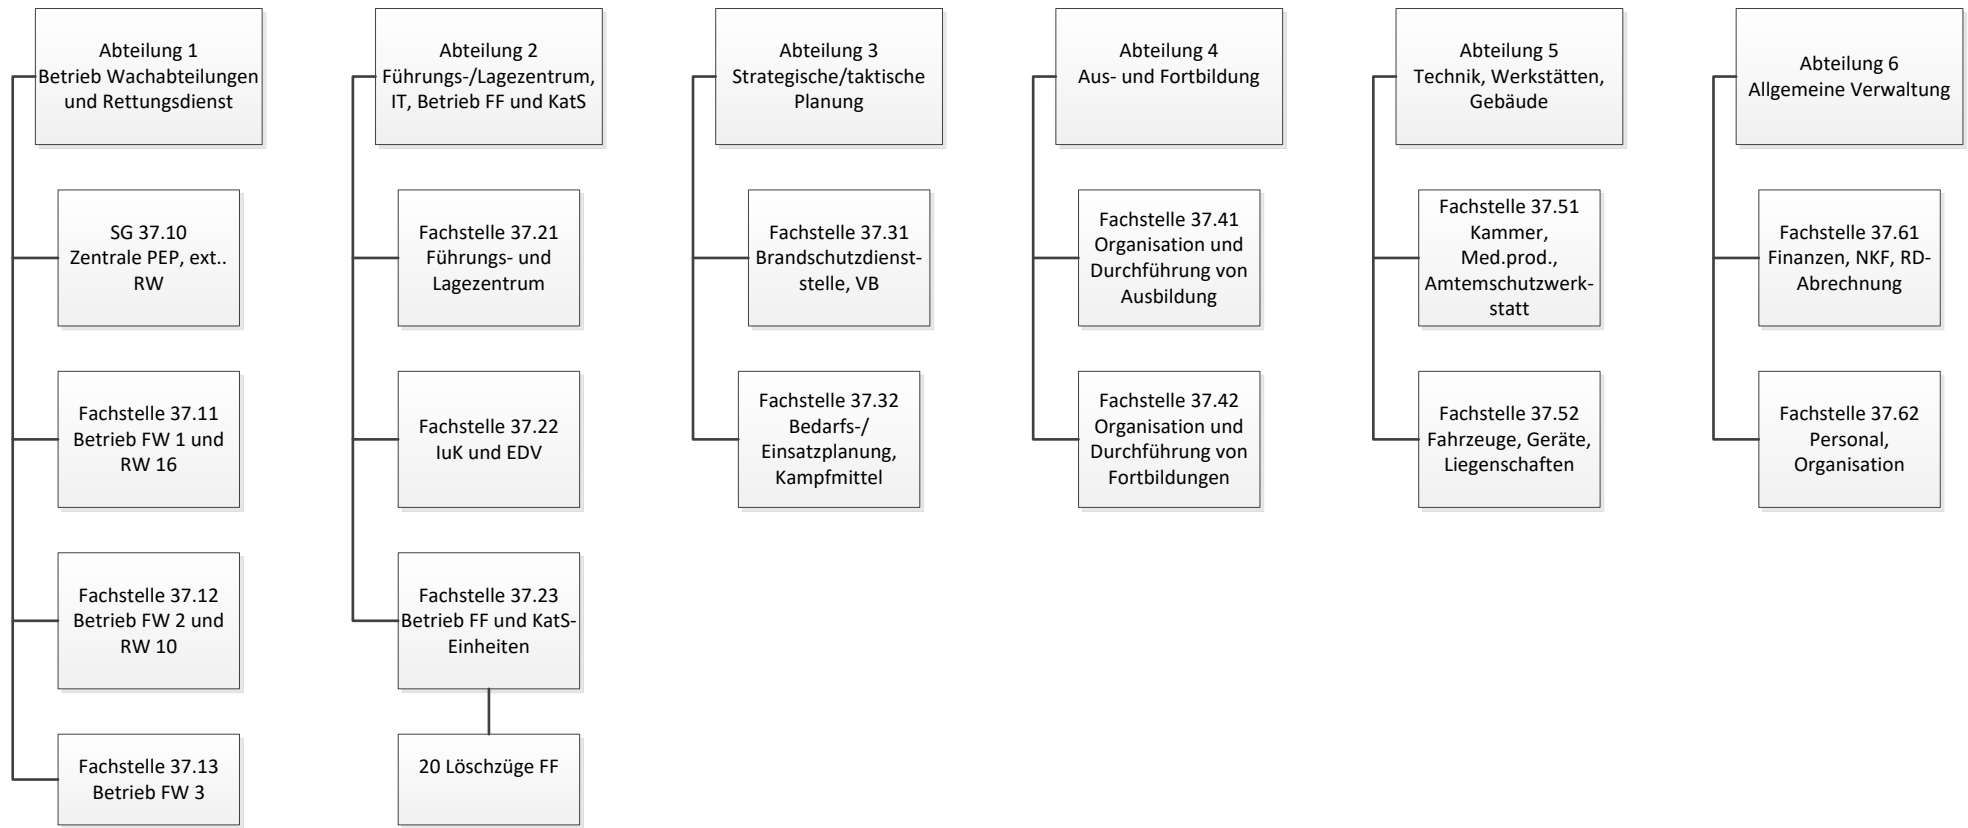 Abteilung 1
Betrieb Wachabteilungen
und Rettungsdienst
SG 37.10
Zentrale PEP, ext..
RW
Fachstelle 37.11
Betrieb FW 1 und
RW 16
Fachstelle 37.12
Betrieb FW 2 und
RW 10
Fachstelle 37.13
Betrieb FW 3
Abteilung 2
Führungs-/Lagezentrum,
IT, Betrieb FF und KatS
Fachstelle 37.21
Führungs- und
Lagezentrum
Fachstelle 37.22
IuK und EDV
Fachstelle 37.23
Betrieb FF und KatS-
Einheiten
20 Löschzüge FF
Abteilung 3
Strategische/taktische
Planung
Fachstelle 37.31
Brandschutzdienst-
stelle, VB
Fachstelle 37.32
Bedarfs-/
Einsatzplanung,
Kampfmittel
Abteilung 4
Aus- und Fortbildung
Fachstelle 37.41
Organisation und
Durchführung von
Ausbildung
Fachstelle 37.42
Organisation und
Durchführung von
Fortbildungen
Abteilung 5
Technik, Werkstätten,
Gebäude
Fachstelle 37.51
Kammer,
Med.prod.,
Amtemschutzwerk-
statt
Fachstelle 37.52
Fahrzeuge, Geräte,
Liegenschaften
Abteilung 6
Allgemeine Verwaltung
Fachstelle 37.61
Finanzen, NKF, RD-
Abrechnung
Fachstelle 37.62
Personal,
Organisation